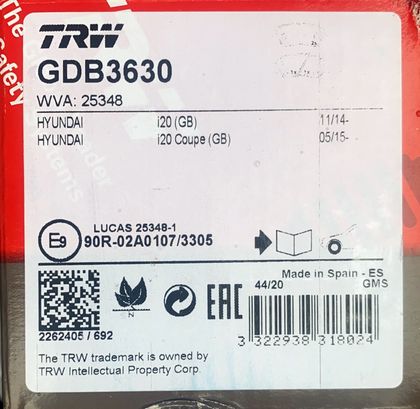 TRW
GDB3630
WVA: 25348
HYUNDAI i20 (GB) 11/14-
HYUNDAI i20 Coupe (GB) 05/15-
LUCAS 25348-1
E9 90R-02A0107/3305
Made in Spain - ES
44/20 GMS
N
EAC
3 322938 318024
2262405 / 692
The TRW trademark is owned by
TRW Intellectual Property Corp.